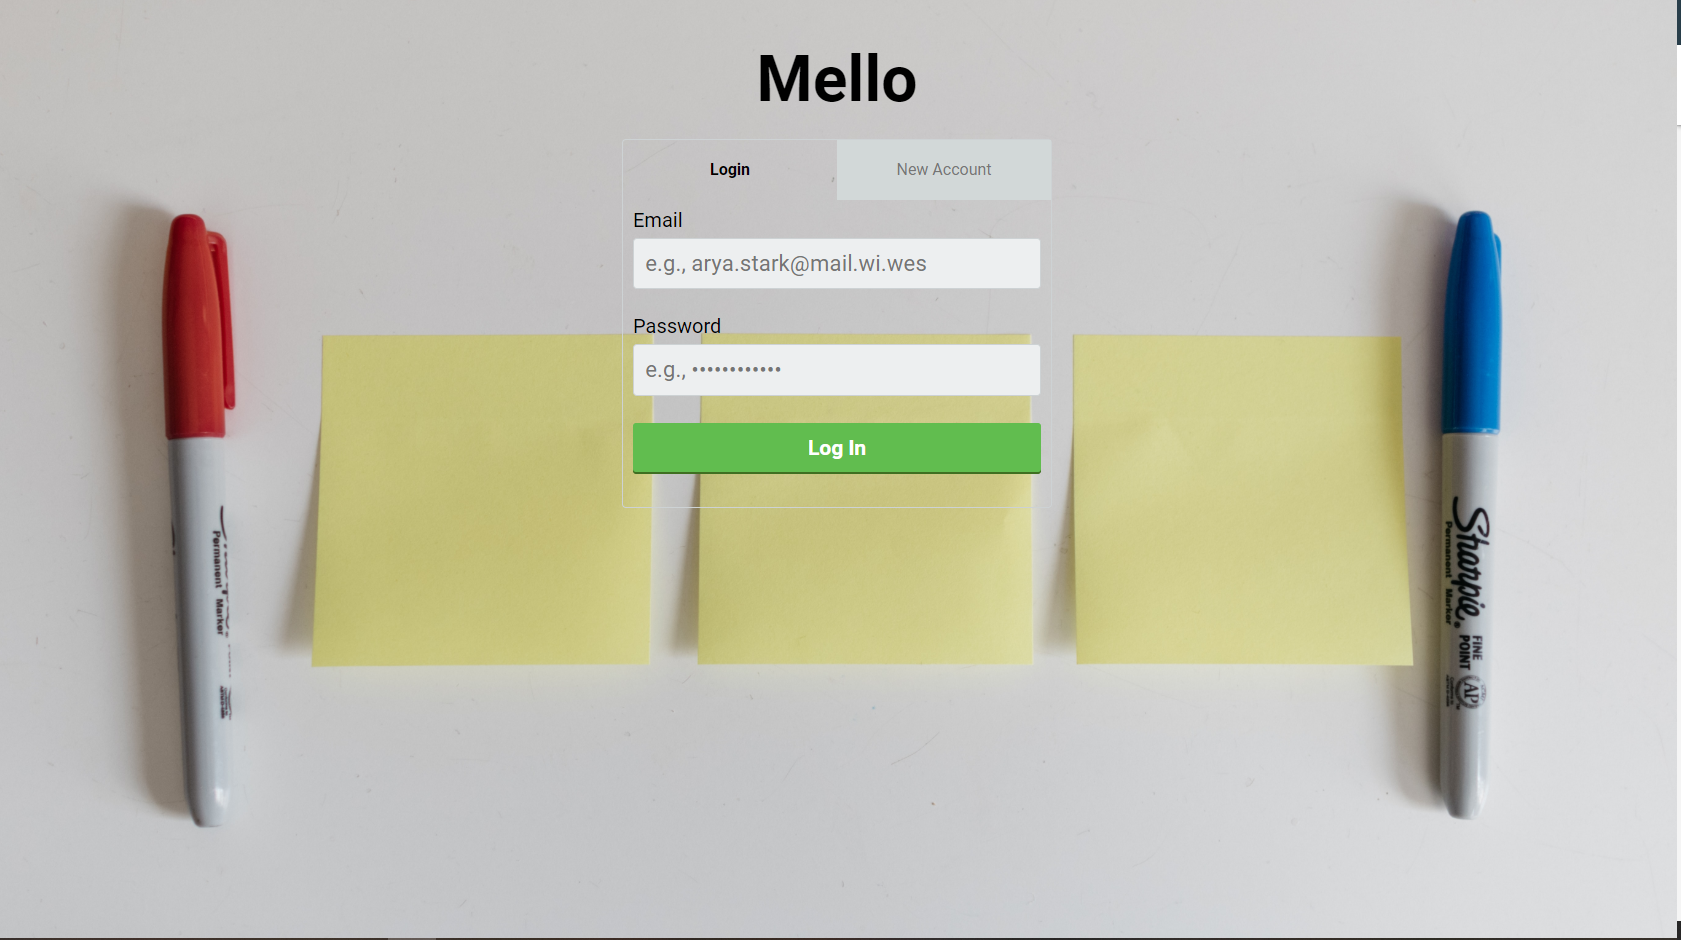 Mello
Login
New Account
Email
e.g., arya.stark@mail.wi.wes
Password
e.g., ••••••••••••
Log In
Permanent Marker
Sharpie.
Permanent Marker
FINE
POINT
AP